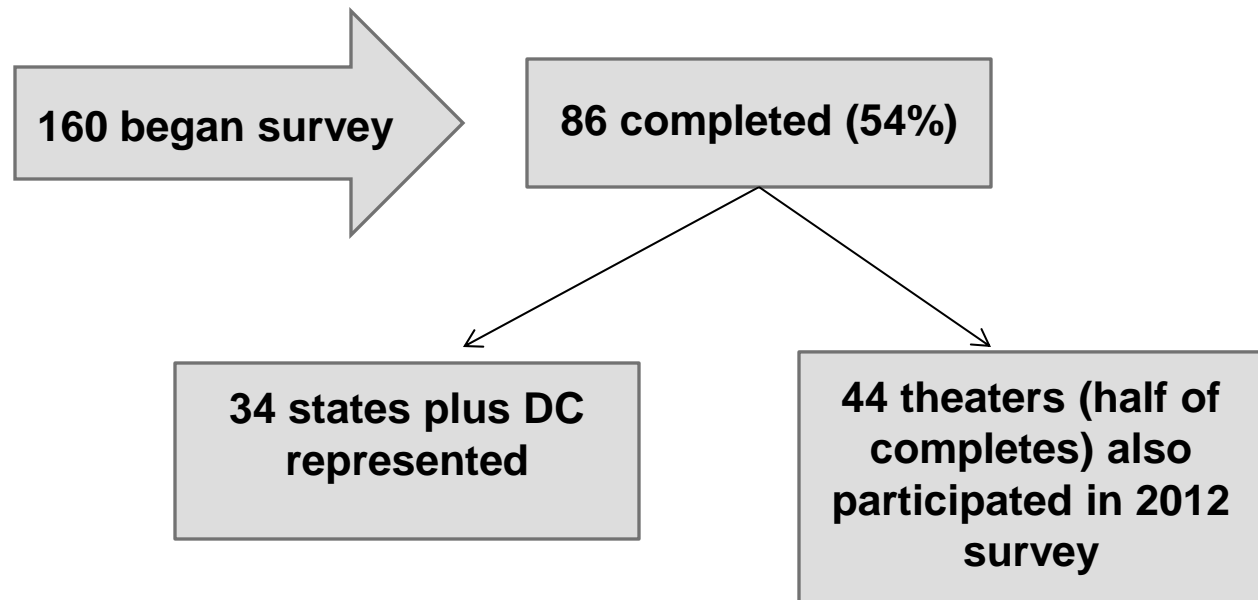 160 began survey
86 completed (54%)
34 states plus DC
represented
44 theaters (half of
completes) also
participated in 2012
survey